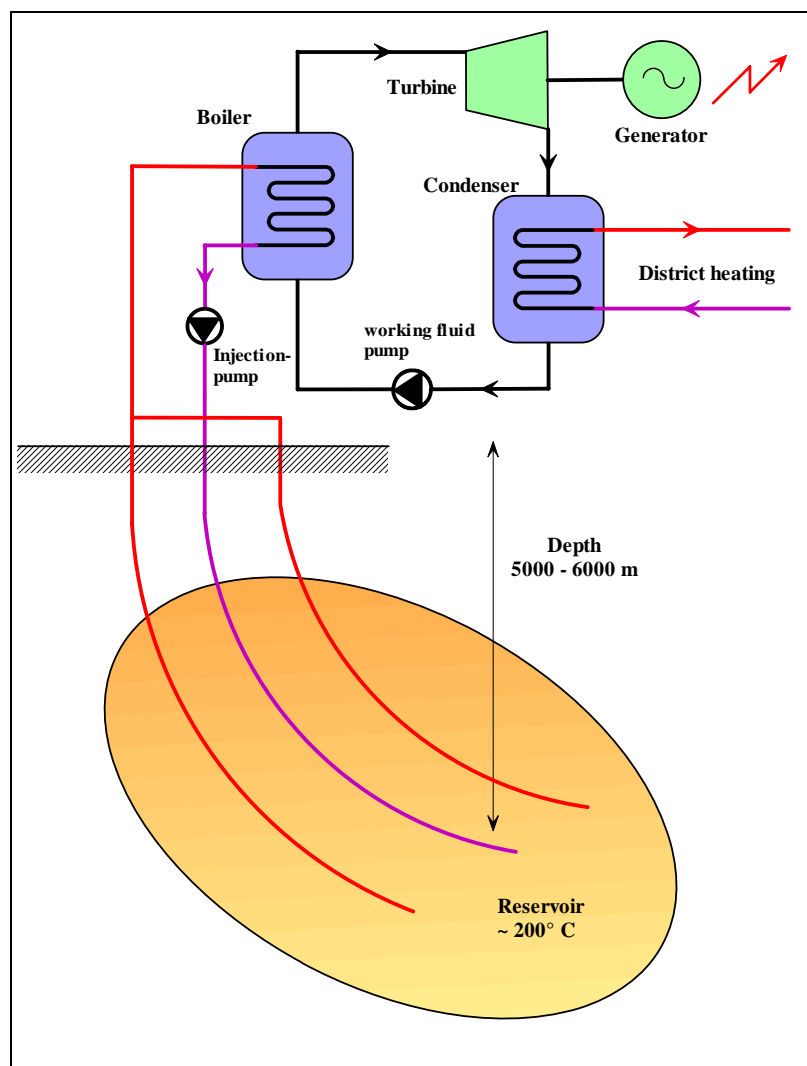 Turbine
Boiler
Generator
Condenser
District heating
working fluid
pump
Injection-
pump
Depth
5000 - 6000 m
Reservoir
~ 200° C